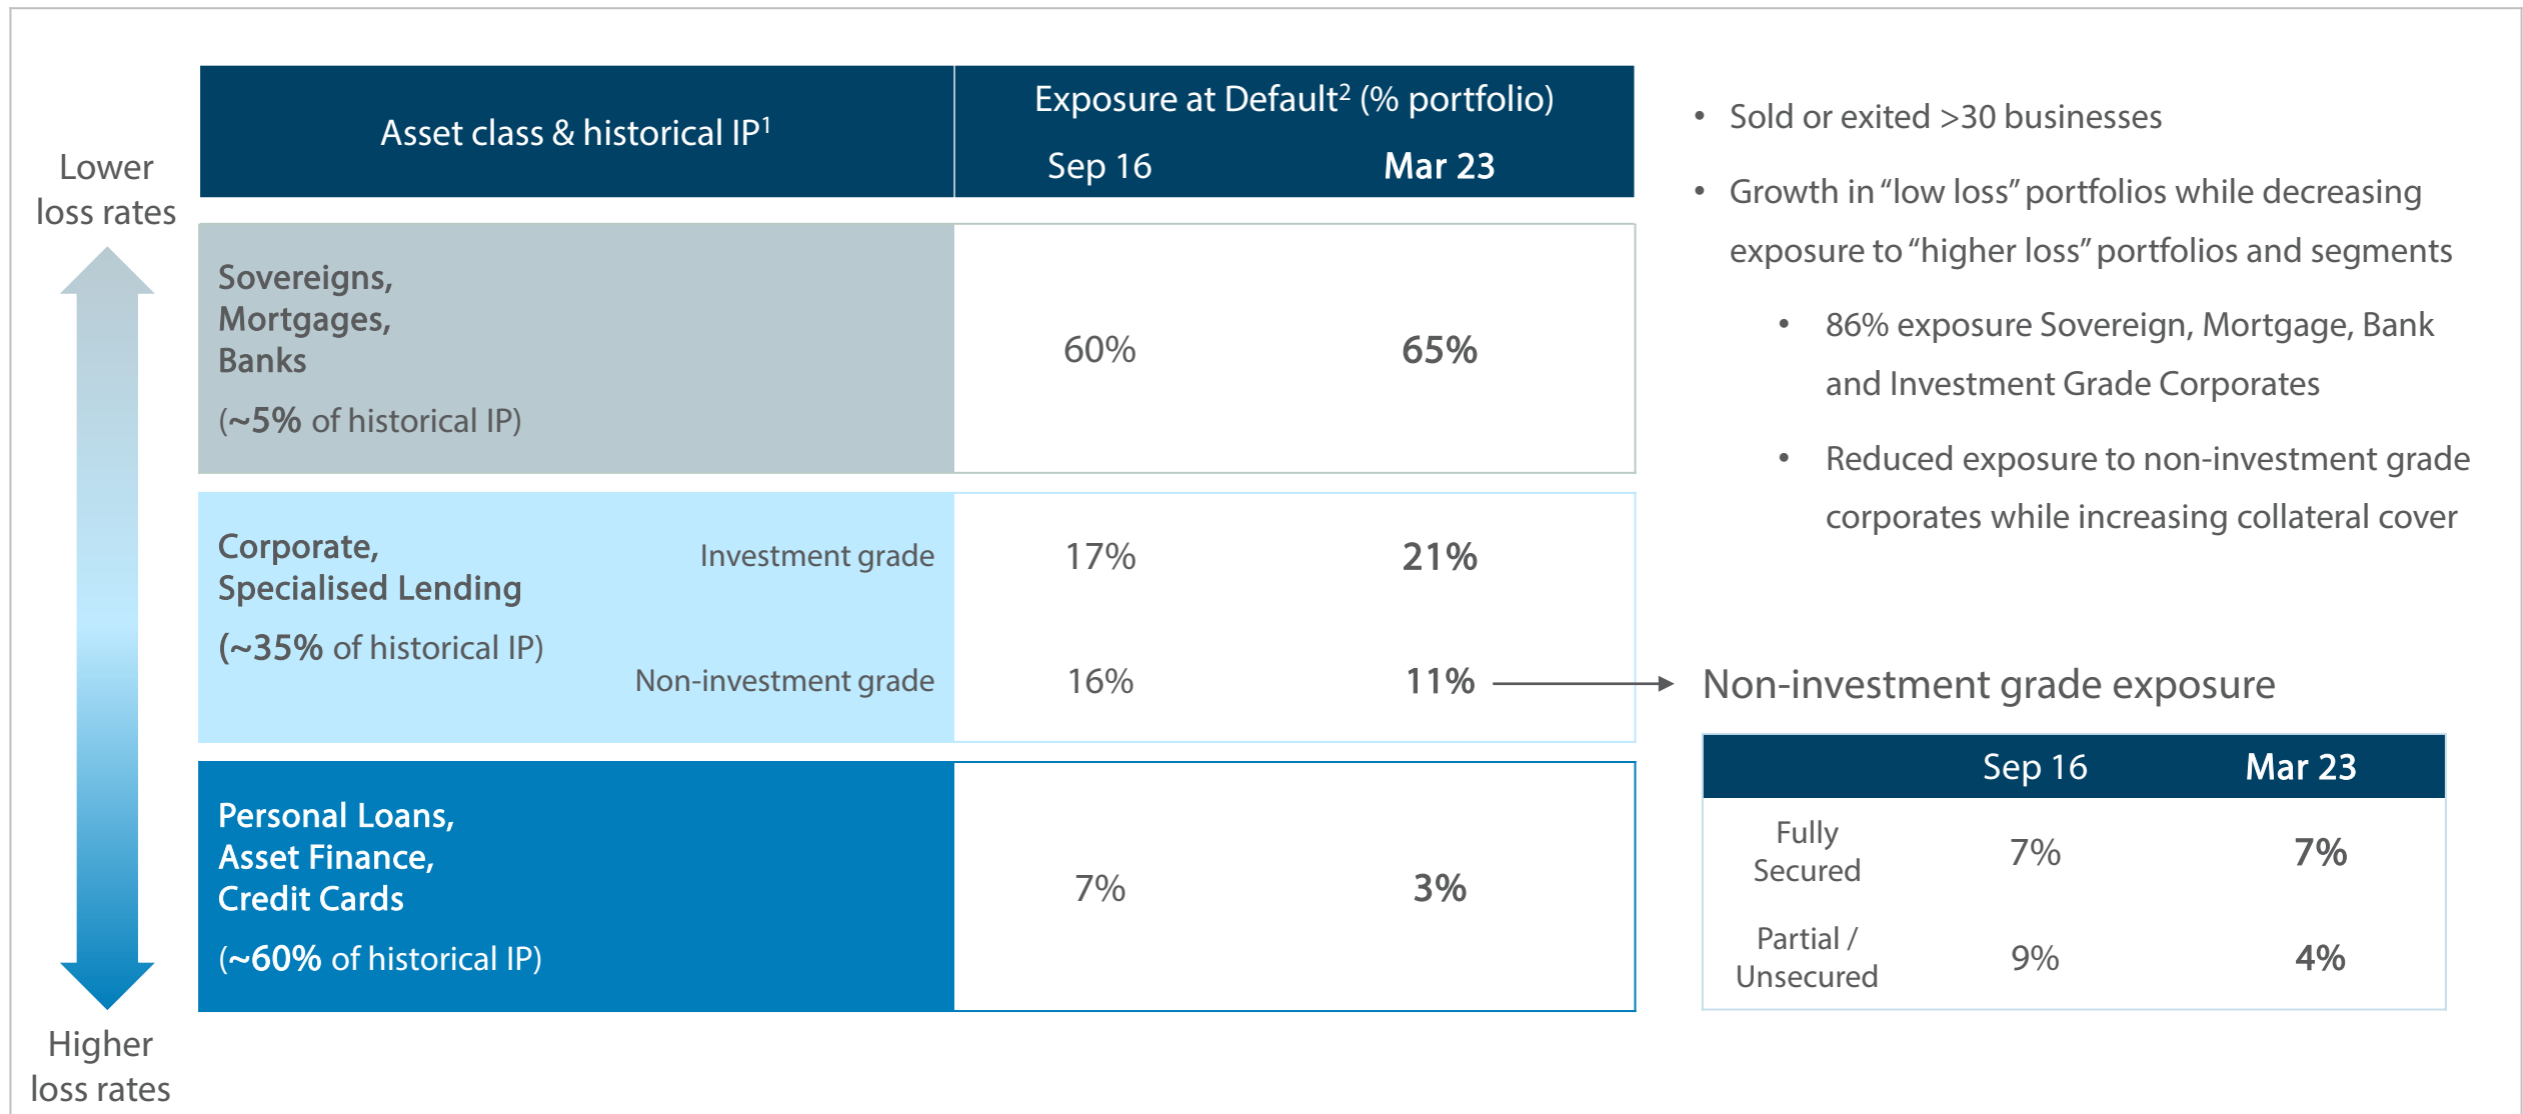 Lower
loss rates
Higher
loss rates
Asset class & historical IP1
Exposure at Default2 (% portfolio)
Sep 16 Mar 23
Sovereigns,
Mortgages,
Banks
(~5% of historical IP)
60% 65%
Corporate,
Specialised Lending
(~35% of historical IP)
Investment grade 17% 21%
Non-investment grade 16% 11%
Personal Loans,
Asset Finance,
Credit Cards
(~60% of historical IP)
7% 3%
• Sold or exited >30 businesses
• Growth in “low loss” portfolios while decreasing
exposure to “higher loss” portfolios and segments
• 86% exposure Sovereign, Mortgage, Bank
and Investment Grade Corporates
• Reduced exposure to non-investment grade
corporates while increasing collateral cover
Non-investment grade exposure
Sep 16 Mar 23
Fully
Secured
7% 7%
Partial /
Unsecured
9% 4%